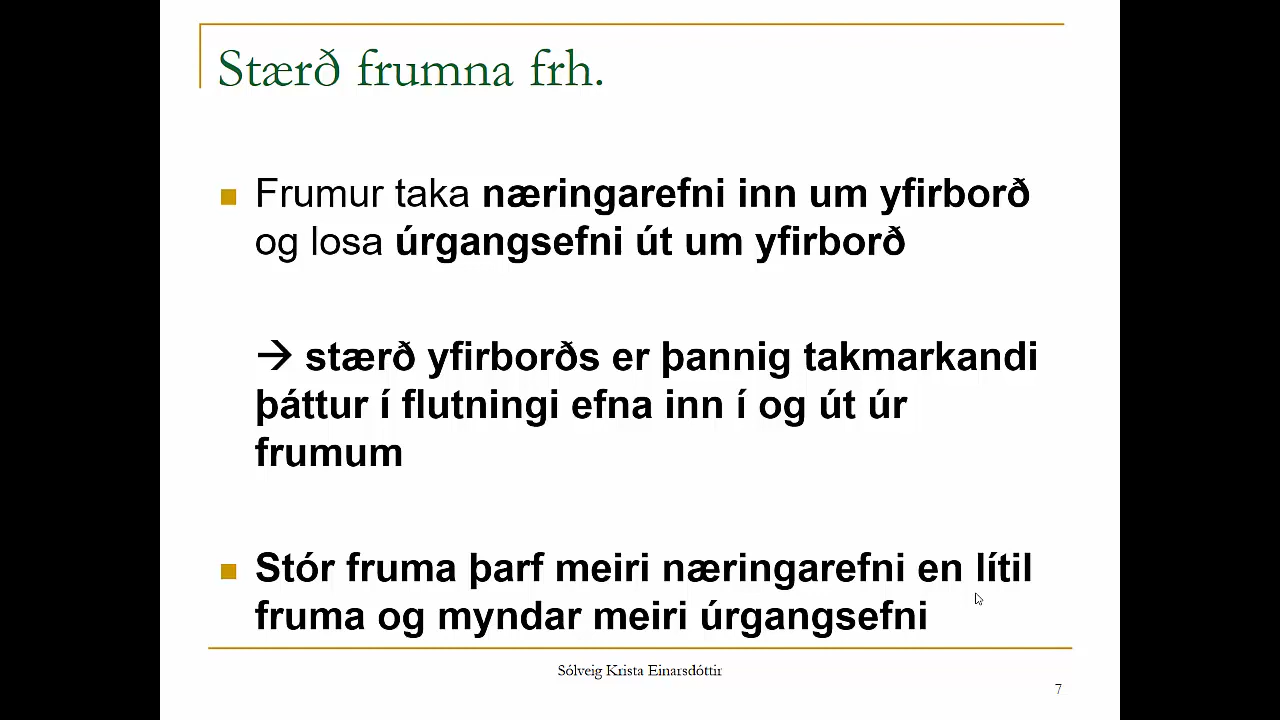 Stærð frumna frh.
Frumur taka næringarefni inn um yfirborð
og losa úrgangsefni út um yfirborð
→ stærð yfirborðs er þannig takmarkandi
þáttur í flutningi efna inn í og út úr
frumum
Stór fruma þarf meiri næringarefni en lítil
fruma og myndar meiri úrgangsefni
Sólveig Krista Einarsdóttir
7